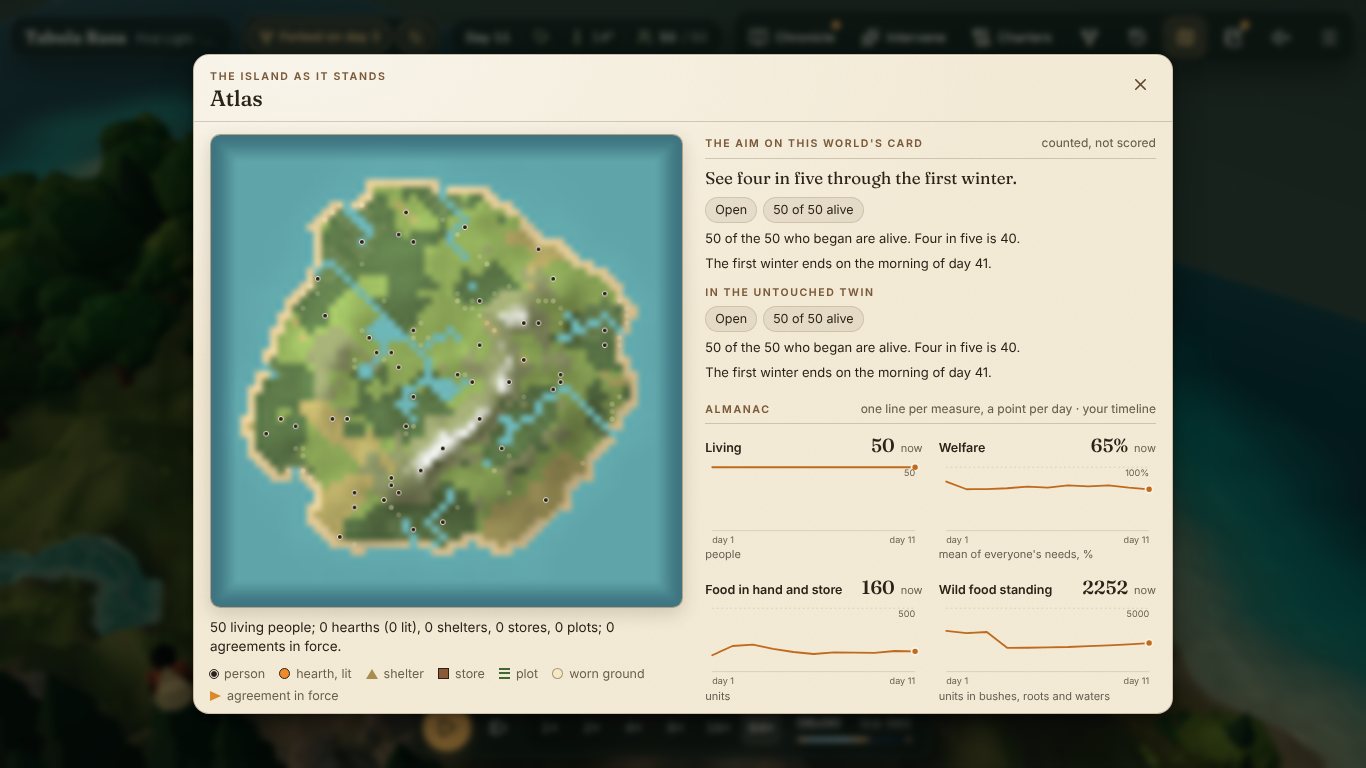 Tabula Rasa
Day 11
Chronicle
Intervene
Charters
THE ISLAND AS IT STANDS
Atlas
50 living people; 0 hearths (0 lit), 0 shelters, 0 stores, 0 plots; 0
agreements in force.
person
hearth, lit
shelter
store
plot
worn ground
agreement in force
THE AIM ON THIS WORLD'S CARD
counted, not scored
See four in five through the first winter.
Open
50 of 50 alive
50 of the 50 who began are alive. Four in five is 40.
The first winter ends on the morning of day 41.
IN THE UNTOUCHED TWIN
Open
50 of 50 alive
50 of the 50 who began are alive. Four in five is 40.
The first winter ends on the morning of day 41.
ALMANAC
one line per measure, a point per day · your timeline
Living
50 now
50
day 1
day 11
people
Welfare
65% now
100%
day 1
day 11
mean of everyone's needs, %
Food in hand and store
160 now
500
day 1
day 11
units
Wild food standing
2252 now
5000
day 1
day 11
units in bushes, roots and waters